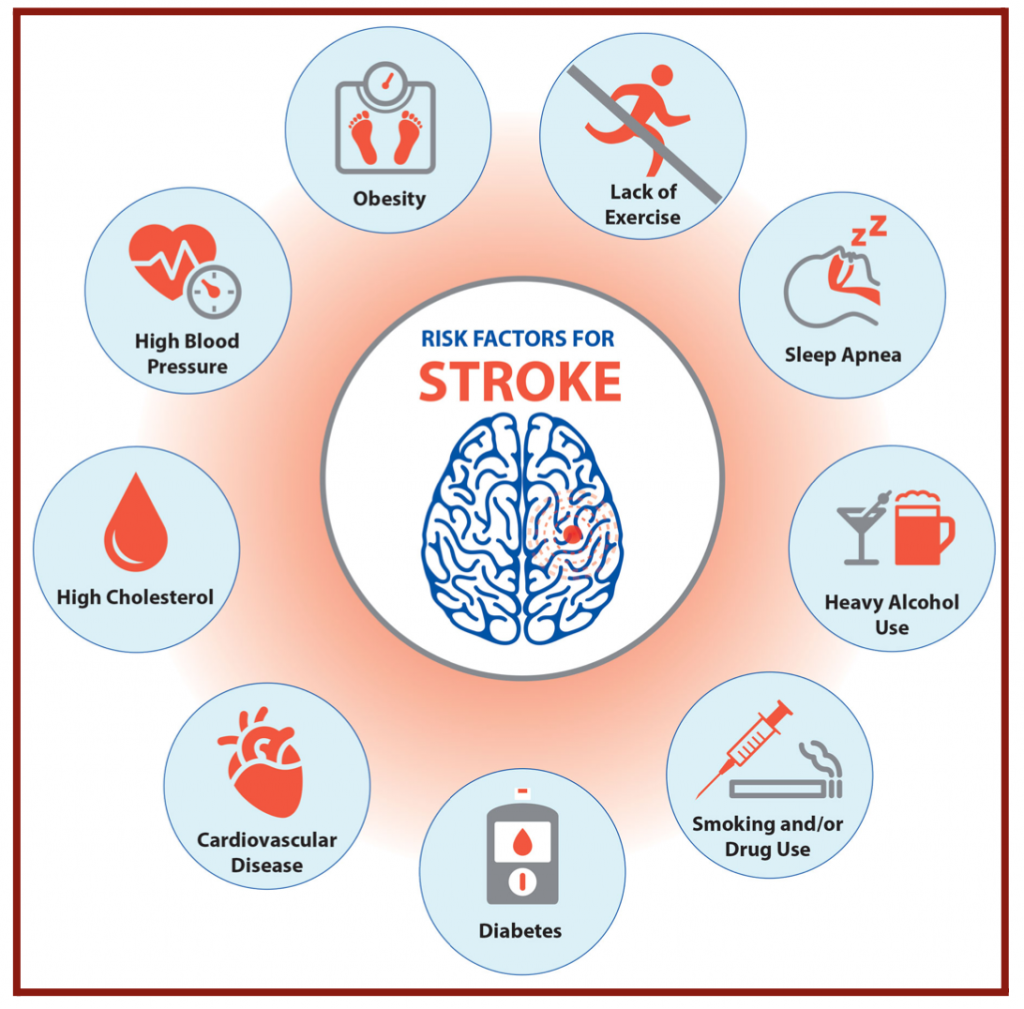 RISK FACTORS FOR
STROKE
Obesity
Lack of
Exercise
zZ
Sleep Apnea
Heavy Alcohol
Use
Smoking and/or
Drug Use
Diabetes
Cardiovascular
Disease
High Cholesterol
High Blood
Pressure